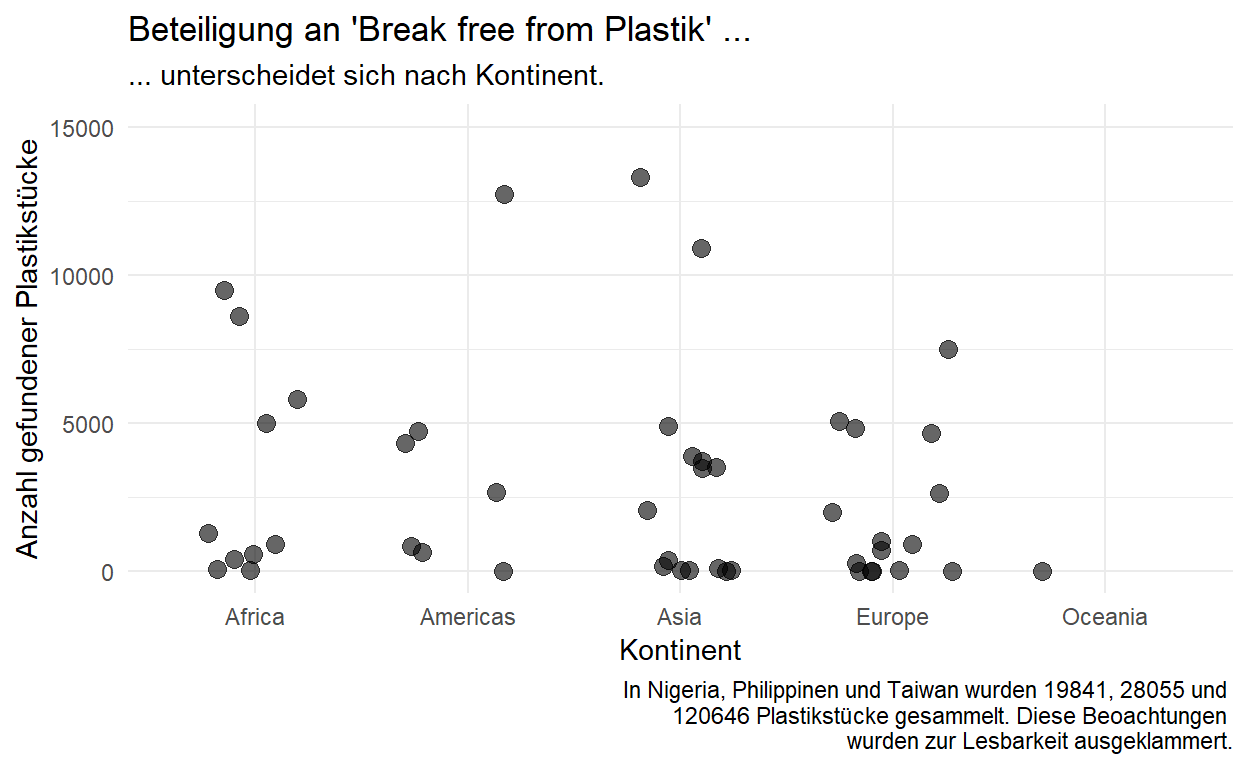 Beteiligung an 'Break free from Plastik' ...
... unterscheidet sich nach Kontinent.
Anzahl gefundener Plastikstücke
15000
10000
5000
0
Africa Americas Asia Europe Oceania
Kontinent
In Nigeria, Philippinen und Taiwan wurden 19841, 28055 und
120646 Plastikstücke gesammelt. Diese Beoachtungen
wurden zur Lesbarkeit ausgeklammert.